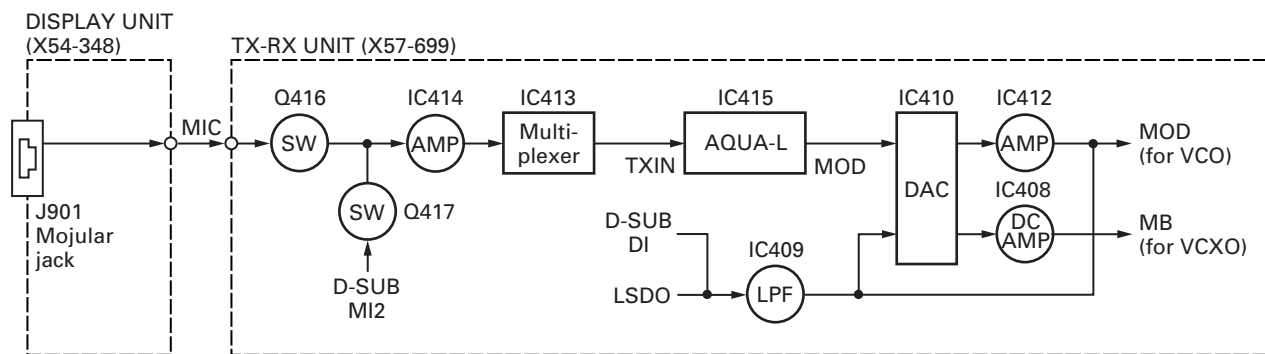 DISPLAY UNIT
(X54-348)
TX-RX UNIT (X57-699)
MIC
Q416
SW
IC414
AMP
IC413
Multi-
plexer
TXIN
IC415
AQUA-L
MOD
IC410
DAC
IC412
AMP
MOD
(for VCO)
J901
Mojular
jack
SW
Q417
D-SUB
MI2
D-SUB
DI
LSDO
IC409
LPF
IC408
DC
AMP
MB
(for VCXO)